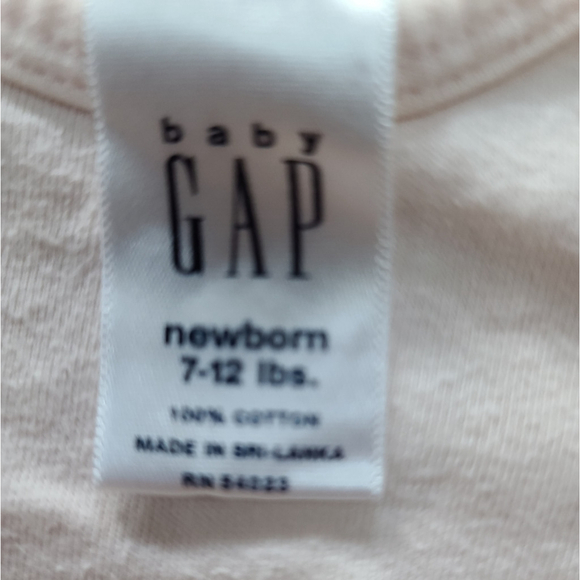 baby
GAP
newborn
7-12 lbs.
100% COTTON
MADE IN SRI-LANKA
RN 54023